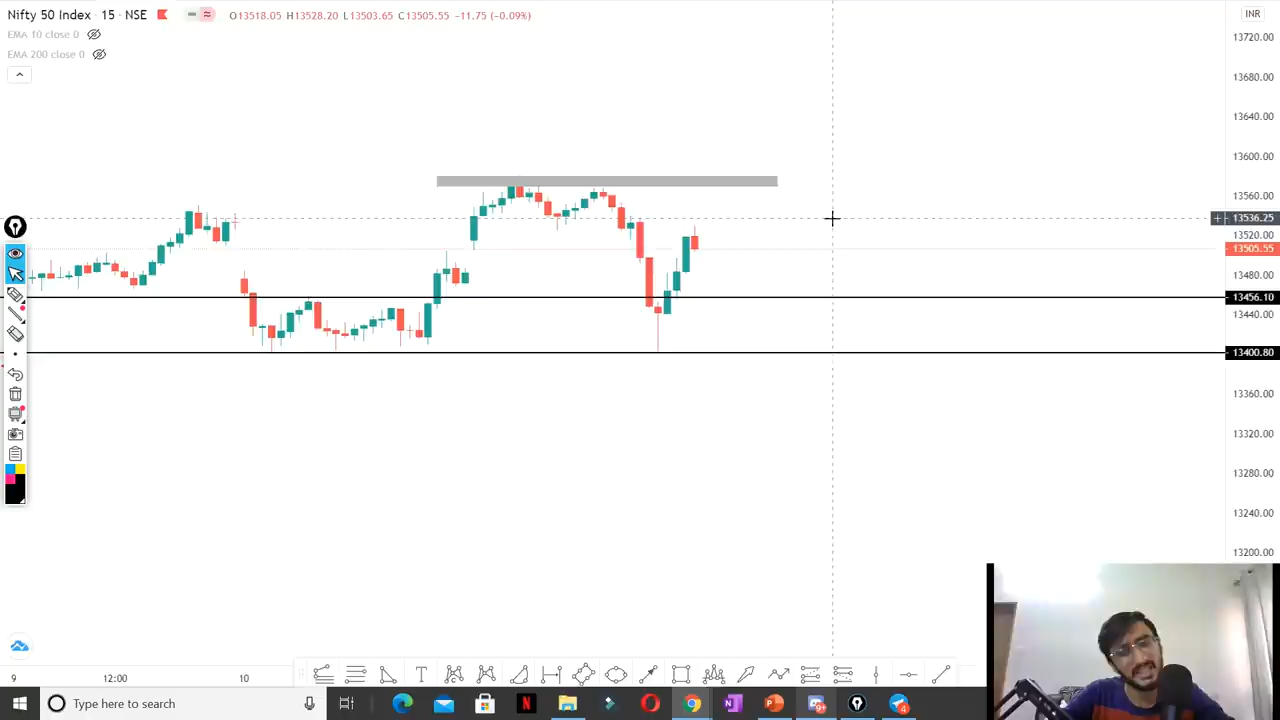 Nifty 50 Index · 15 · NSE
O13518.05 H13528.20 L13503.65 C13505.55 −11.75 (−0.09%)
INR
EMA 10 close 0
EMA 200 close 0
13720.00
13680.00
13640.00
13600.00
13560.00
13536.25
13520.00
13505.55
13480.00
13456.10
13440.00
13400.80
13360.00
13320.00
13280.00
13240.00
13200.00
9
12:00
10
T
Type here to search
N
N
P
9+
4